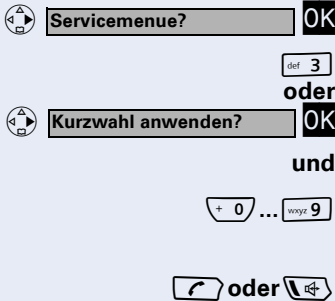 Servicemenue? OK
def 3
oder
Kurzwahl anwenden? OK
und
+ 0 ... wxyz 9
oder